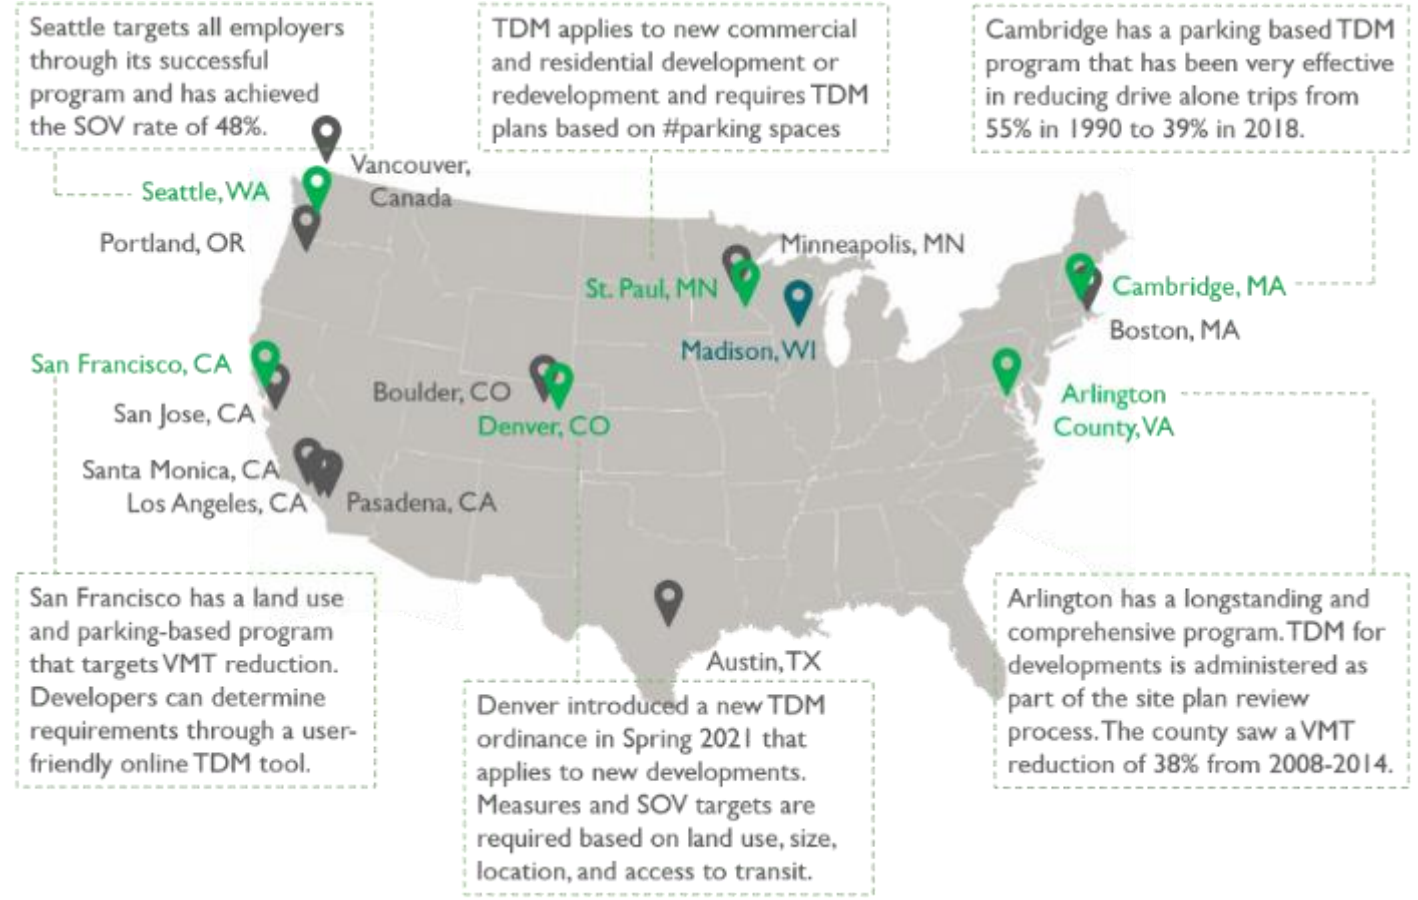 Seattle targets all employers
through its successful
program and has achieved
the SOV rate of 48%.
TDM applies to new commercial
and residential development or
redevelopment and requires TDM
plans based on #parking spaces
Cambridge has a parking based TDM
program that has been very effective
in reducing drive alone trips from
55% in 1990 to 39% in 2018.
Vancouver,
Canada
Seattle, WA
Portland, OR
Minneapolis, MN
St. Paul, MN
Madison, WI
Cambridge, MA
Boston, MA
San Francisco, CA
San Jose, CA
Boulder, CO
Denver, CO
Arlington
County, VA
Santa Monica, CA
Los Angeles, CA
Pasadena, CA
Austin, TX
San Francisco has a land use
and parking-based program
that targets VMT reduction.
Developers can determine
requirements through a user-
friendly online TDM tool.
Denver introduced a new TDM
ordinance in Spring 2021 that
applies to new developments.
Measures and SOV targets are
required based on land use, size,
location, and access to transit.
Arlington has a longstanding and
comprehensive program. TDM for
developments is administered as
part of the site plan review
process. The county saw a VMT
reduction of 38% from 2008-2014.